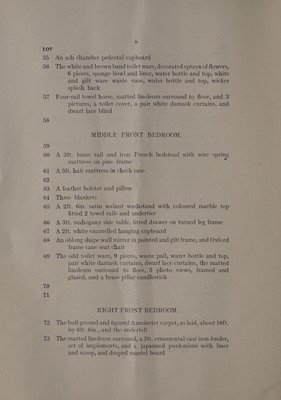 8
LOT
55 An ash chamber pedestal cupboard
56 The white and brown band toilet ware, decorated sprays of flowers,
6 pieces, sponge bowl and liner, water bottle and top, white
and gilt ware waste vase, water bottle and top, wicker
splash back
57 Four-rail towel horse, matted linoleum surround to floor, and 3
pictures, a toilet cover, a pair white damask curtains, and
dwarf lace blind
58
MIDDLE FRONT BEDROOM.
59
60 A 3ft. brass rail and iron French bedstead with wire spring
mattress on pine frame
61 A 3ft. hair mattress in check case
62
63 A feather bolster and pillow
64 Three blankets
65 A 2ft. 6in. satin walnut washstand with coloured marble top
fitted 2 towel rails and undertier
66 A 3ft. mahogany side table, fitted drawer on turned leg frame
67 A 2ft. white enamelled hanging cupboard
68 An oblong shape wall mirror in painted and gilt frame, and Oxford
frame cane seat chair
69 The odd toilet ware, 9 pieces, waste pail, water bottle and top,
pair white damask curtains, dwarf lace curtains, the matted
linoleum surround to floor, 3 photo views, framed and
glazed, and a brass pillar candlestick
70
71
RIGHT FRONT BEDROOM.
72 The buff ground and figured Axminster carpet, as laid, about 16ft.
by 6ft. 6in., and the underfelt
73 The matted linoleum surround, a 3ft. ornamental cast iron fender,
set of implements, and a japanned purdonium with liner
and scoop, and draped mantel board